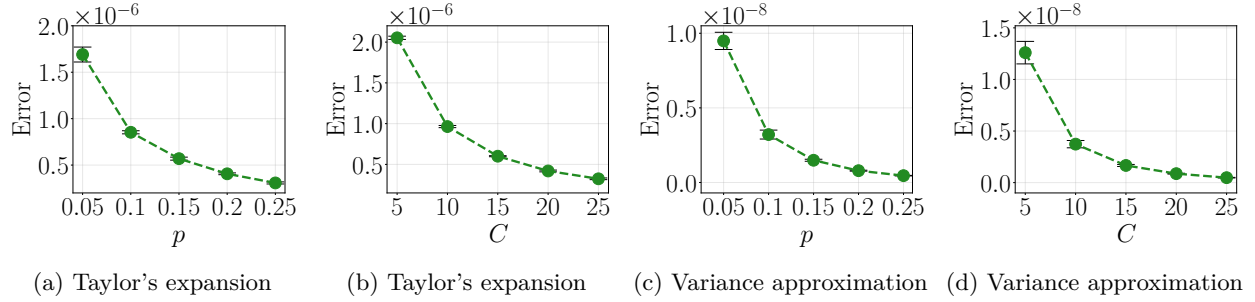 ×10⁻⁶
2.0
1.5
1.0
0.5
Error
0.05 0.1 0.15 0.2 0.25
p
(a) Taylor's expansion
×10⁻⁶
2.0
1.5
1.0
0.5
Error
5 10 15 20 25
C
(b) Taylor's expansion
×10⁻⁸
1.0
0.5
0.0
Error
0.05 0.1 0.15 0.2 0.25
p
(c) Variance approximation
×10⁻⁸
1.5
1.0
0.5
0.0
Error
5 10 15 20 25
C
(d) Variance approximation